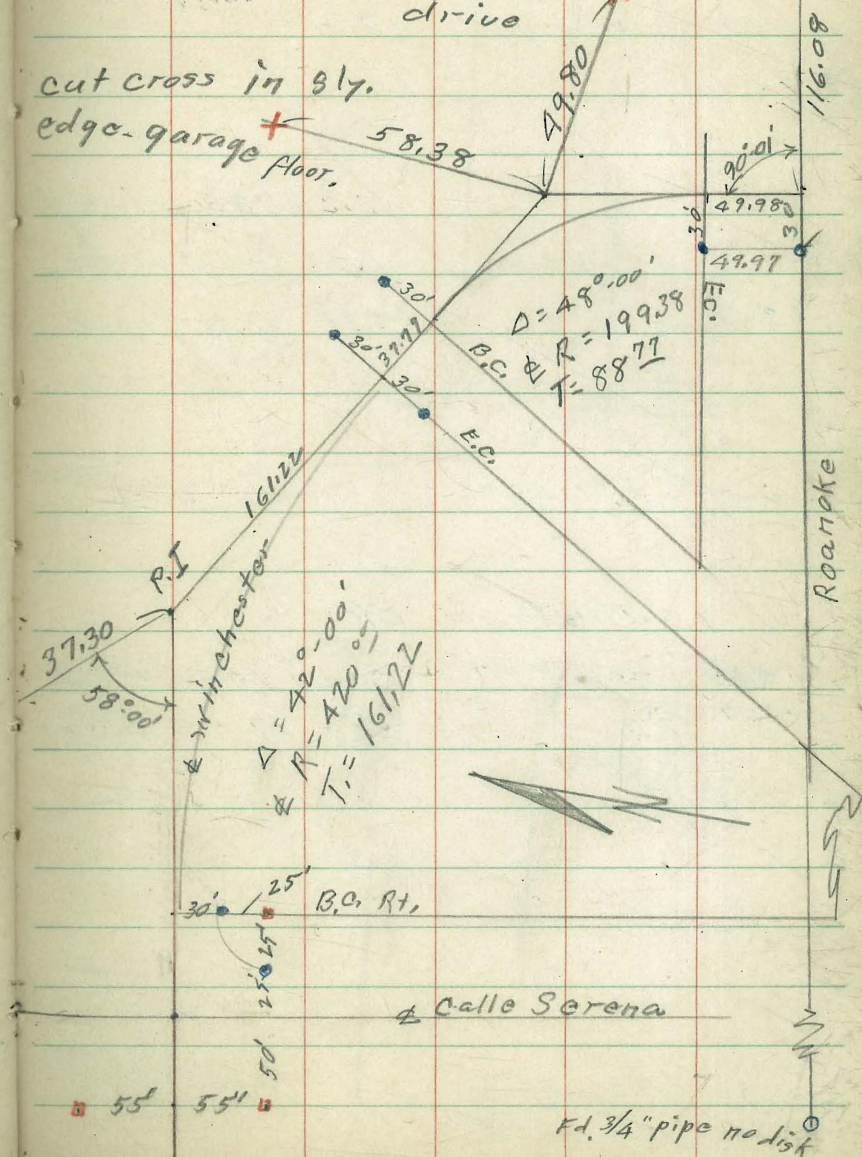 drive
116.08
cut cross in Sly.
edge-garage floor.
58.38
49.80
90°-01'
49.98
30'
30'
49.97
E.C.
30'
Δ = 48°-00'
℄ R = 199.38
T = 88.77
B.C.
30'
37.79
30'
E.C.
161.22
Roanoke
P.I
37.30
58°-00'
℄ Winchester
Δ = 42°-00'
℄ R = 420.00
T. = 161.22
30'
25'
B.C. Rt.
25'
25'
℄ Calle Serena
50'
55'
55"
Fd. 3/4" pipe no disk